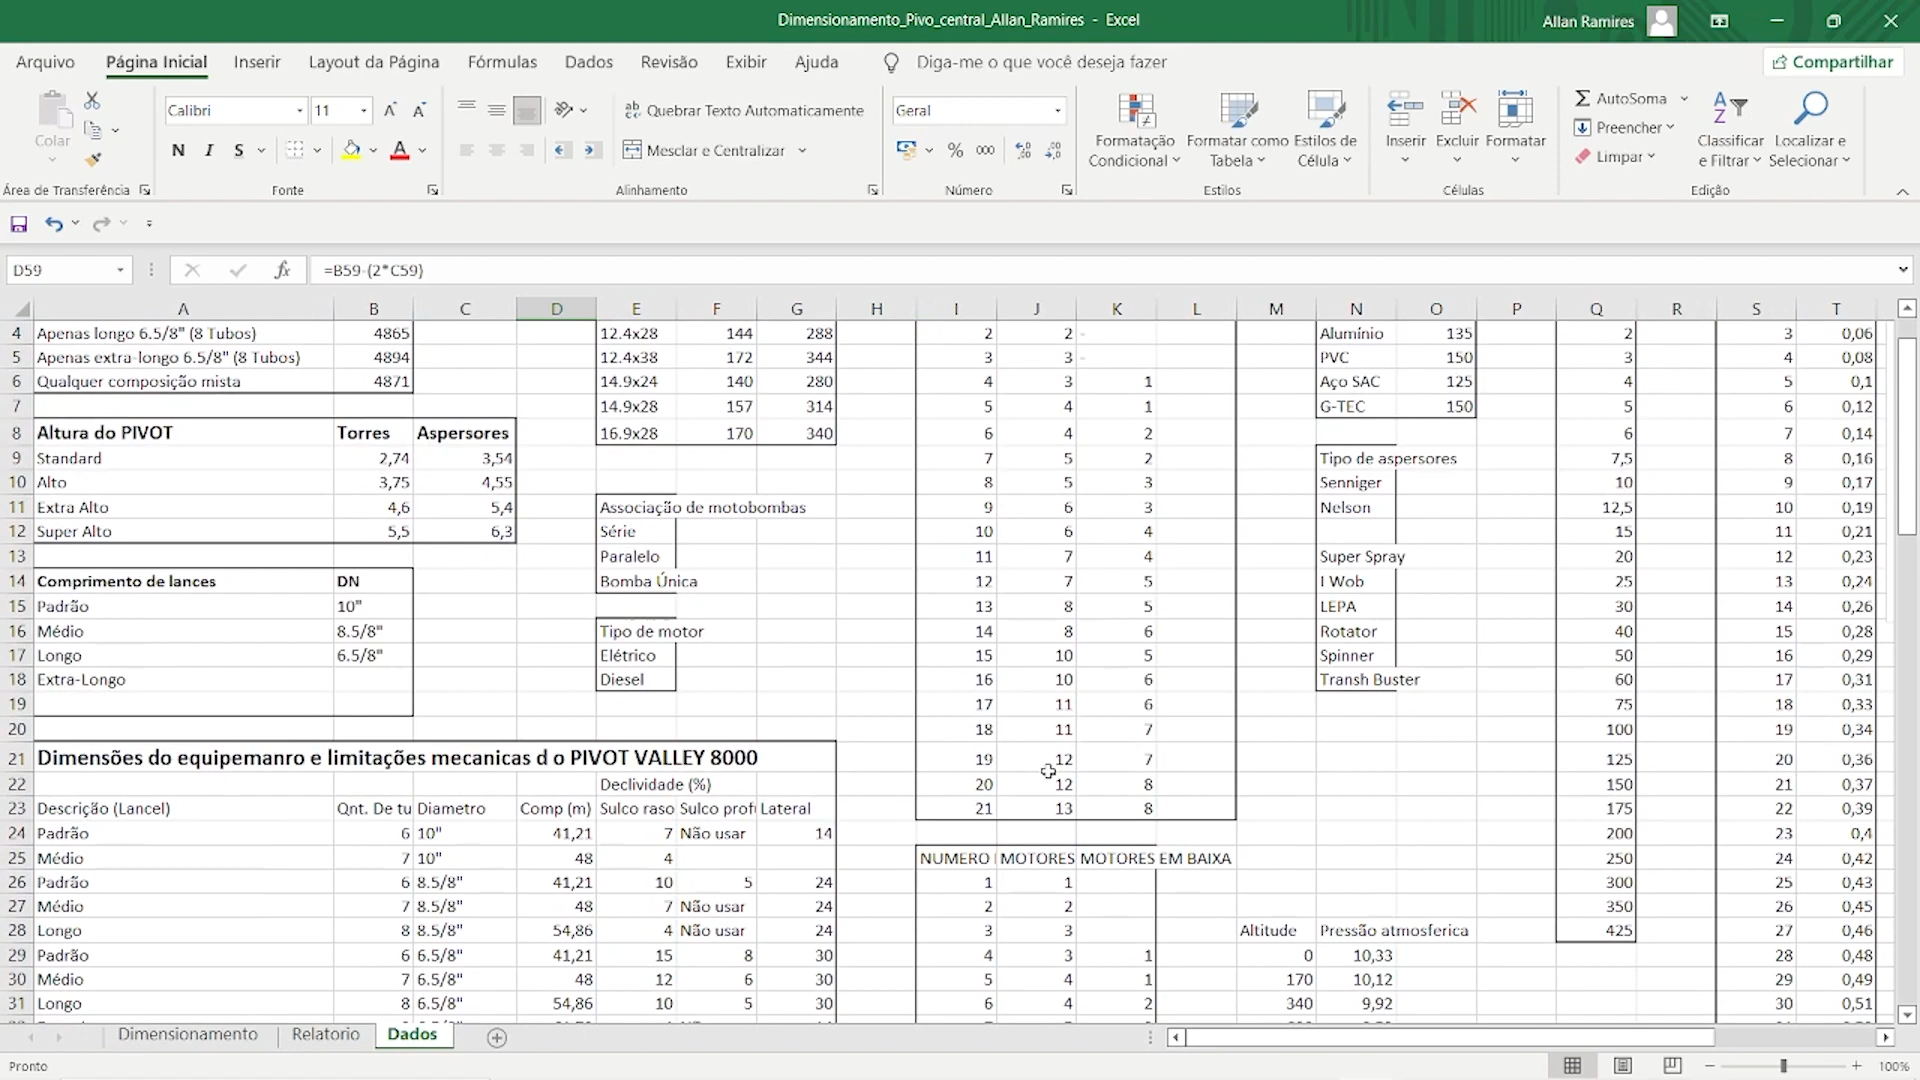 Dimensionamento_Pivo_central_Allan_Ramires - Excel
Allan Ramires
Arquivo Página Inicial Inserir Layout da Página Fórmulas Dados Revisão Exibir Ajuda Diga-me o que você deseja fazer Compartilhar
Colar
Calibri 11
N I S
Quebrar Texto Automaticamente
Mesclar e Centralizar
Geral
% 000
Formatação Condicional
Formatar como Tabela
Estilos de Célula
Inserir Excluir Formatar
AutoSoma
Preencher
Limpar
Classificar e Filtrar
Localizar e Selecionar
Área de Transferência Fonte Alinhamento Número Estilos Células Edição
D59 fx =B59-(2*C59)
A B C D E F G H I J K L M N O P Q R S T
4 Apenas longo 6.5/8" (8 Tubos) 4865 12.4x28 144 288 2 2 - Alumínio 135 2 3 0,06
5 Apenas extra-longo 6.5/8" (8 Tubos) 4894 12.4x38 172 344 3 3 - PVC 150 3 4 0,08
6 Qualquer composição mista 4871 14.9x24 140 280 4 3 1 Aço SAC 125 4 5 0,1
7 14.9x28 157 314 5 4 1 G-TEC 150 5 6 0,12
8 Altura do PIVOT Torres Aspersores 16.9x28 170 340 6 4 2 6 7 0,14
9 Standard 2,74 3,54 7 5 2 Tipo de aspersores 7,5 8 0,16
10 Alto 3,75 4,55 8 5 3 Senniger 10 9 0,17
11 Extra Alto 4,6 5,4 Associação de motobombas 9 6 3 Nelson 12,5 10 0,19
12 Super Alto 5,5 6,3 Série 10 6 4 15 11 0,21
13 Paralelo 11 7 4 Super Spray 20 12 0,23
14 Comprimento de lances DN Bomba Única 12 7 5 I Wob 25 13 0,24
15 Padrão 10" 13 8 5 LEPA 30 14 0,26
16 Médio 8.5/8" Tipo de motor 14 8 6 Rotator 40 15 0,28
17 Longo 6.5/8" Elétrico 15 10 5 Spinner 50 16 0,29
18 Extra-Longo Diesel 16 10 6 Transh Buster 60 17 0,31
19 17 11 6 75 18 0,33
20 18 11 7 100 19 0,34
21 Dimensões do equipemanro e limitações mecanicas d o PIVOT VALLEY 8000 19 12 7 125 20 0,36
22 Declividade (%) 20 12 8 150 21 0,37
23 Descrição (Lancel) Qnt. De tu Diametro Comp (m) Sulco raso Sulco prof Lateral 21 13 8 175 22 0,39
24 Padrão 6 10" 41,21 7 Não usar 14 200 23 0,4
25 Médio 7 10" 48 4 NUMERO MOTORES MOTORES EM BAIXA 250 24 0,42
26 Padrão 6 8.5/8" 41,21 10 5 24 1 1 300 25 0,43
27 Médio 7 8.5/8" 48 7 Não usar 24 2 2 350 26 0,45
28 Longo 8 8.5/8" 54,86 4 Não usar 24 3 3 Altitude Pressão atmosferica 425 27 0,46
29 Padrão 6 6.5/8" 41,21 15 8 30 4 3 1 0 10,33 28 0,48
30 Médio 7 6.5/8" 48 12 6 30 5 4 1 170 10,12 29 0,49
31 Longo 8 6.5/8" 54,86 10 5 30 6 4 2 340 9,92 30 0,51
Dimensionamento Relatorio Dados
Pronto 100%